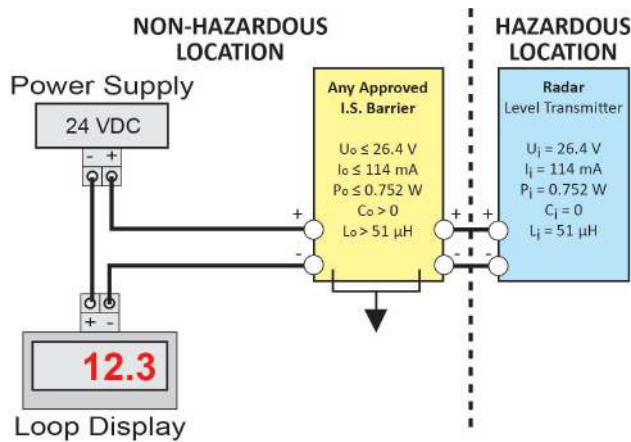 NON-HAZARDOUS
LOCATION
HAZARDOUS
LOCATION
Power Supply
24 VDC
- +
Any Approved
I.S. Barrier
Uo ≤ 26.4 V
Io ≤ 114 mA
Po ≤ 0.752 W
Co > 0
Lo > 51 µH
Radar
Level Transmitter
Ui = 26.4 V
Ii = 114 mA
Pi = 0.752 W
Ci = 0
Li = 51 µH
+ + +
- - -
+ -
12.3
Loop Display